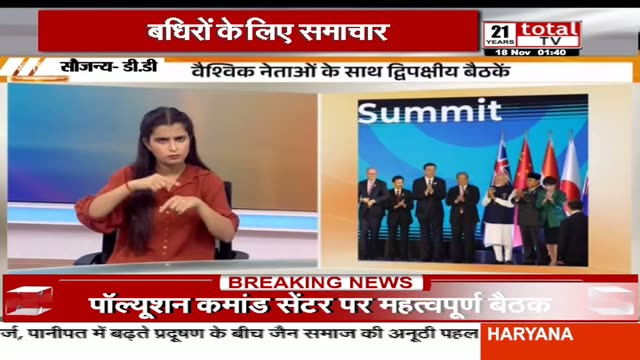 बधिरों के लिए समाचार
21 YEARS total TV
18 Nov 01:40
सौजन्य- डी.डी
वैश्विक नेताओं के साथ द्विपक्षीय बैठकें
Summit
BREAKING NEWS
पॉल्यूशन कमांड सेंटर पर महत्वपूर्ण बैठक
र्ज, पानीपत में बढ़ते प्रदूषण के बीच जैन समाज की अनूठी पहल
HARYANA